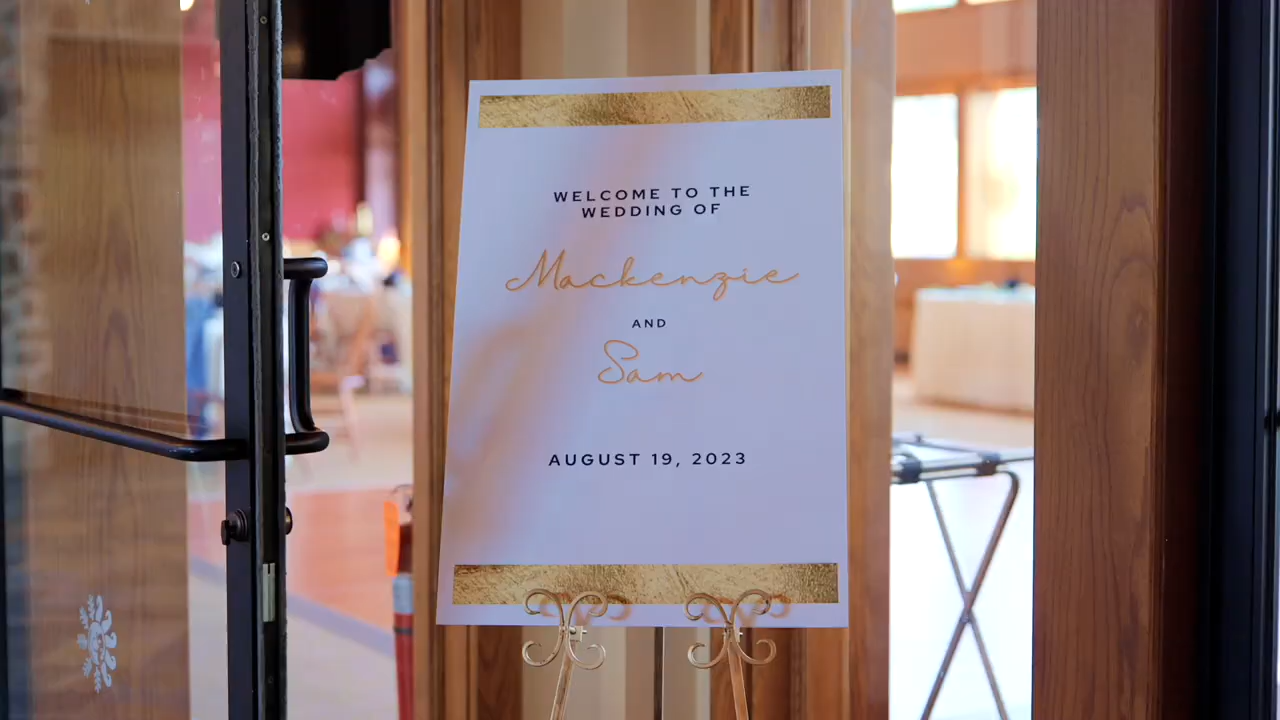 WELCOME TO THE
WEDDING OF
Mackenzie
AND
Sam
AUGUST 19, 2023